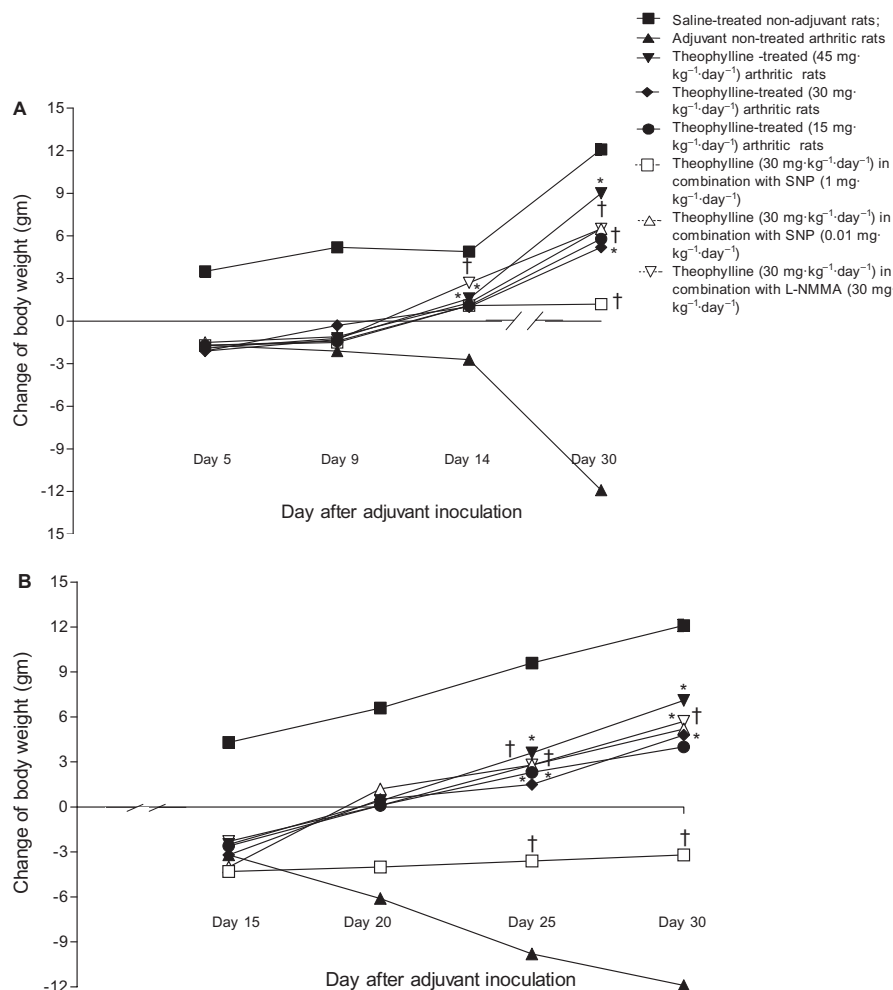 Saline-treated non-adjuvant rats;
Adjuvant non-treated arthritic rats
Theophylline -treated (45 mg·
kg⁻¹·day⁻¹) arthritic rats
Theophylline-treated (30 mg·
kg⁻¹·day⁻¹) arthritic rats
Theophylline-treated (15 mg·
kg⁻¹·day⁻¹) arthritic rats
Theophylline (30 mg·kg⁻¹·day⁻¹) in
combination with SNP (1 mg·
kg⁻¹·day⁻¹)
Theophylline (30 mg·kg⁻¹·day⁻¹) in
combination with SNP (0.01 mg·
kg⁻¹·day⁻¹)
Theophylline (30 mg·kg⁻¹·day⁻¹) in
combination with L-NMMA (30 mg·
kg⁻¹·day⁻¹)
A
Change of body weight (gm)
15
12
9
6
3
0
-3
-6
-9
-12
15
*
†
†
*
†
†
* *
Day 5 Day 9 Day 14 Day 30
Day after adjuvant inoculation
B
Change of body weight (gm)
15
12
9
6
3
0
-3
-6
-9
-12
*
* †
*
*
† †
* *
† †
Day 15 Day 20 Day 25 Day 30
Day after adjuvant inoculation